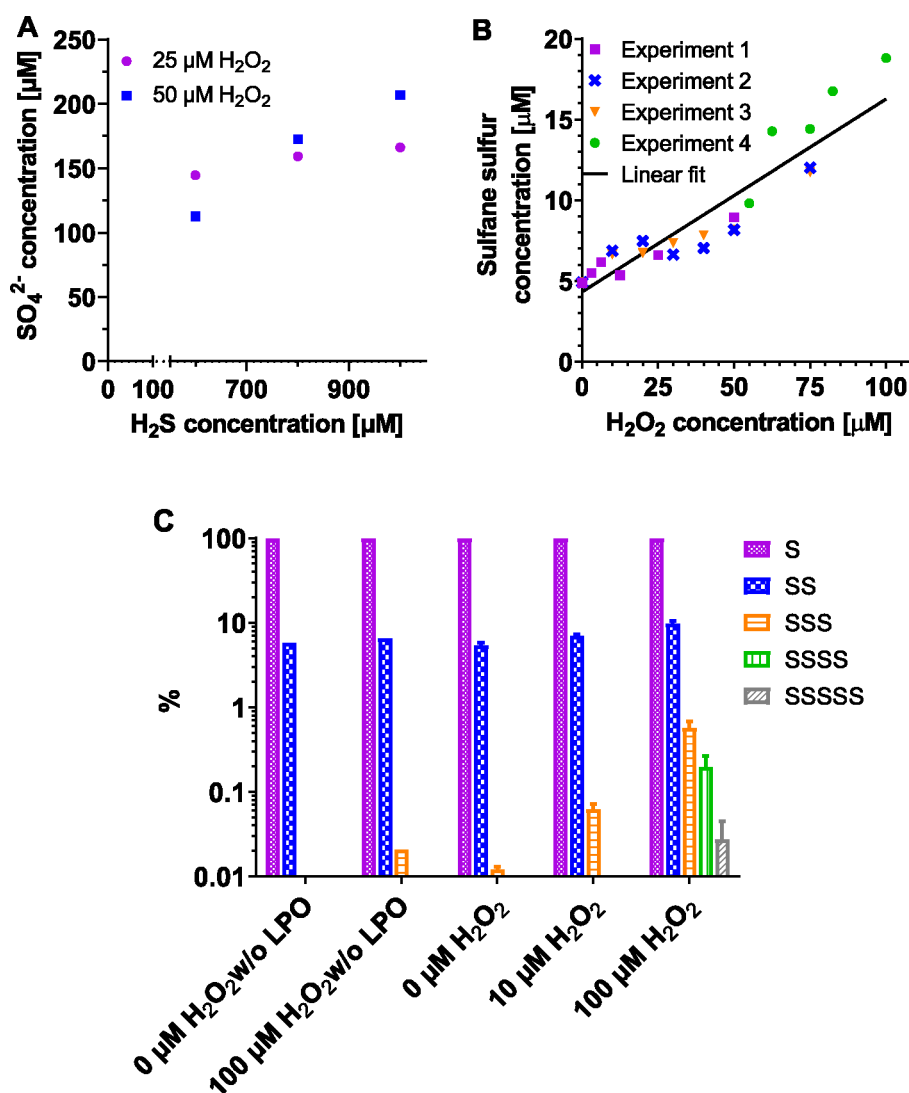 A
250
200
150
100
50
0
0 100 700 900
SO₄²⁻ concentration [µM]
H₂S concentration [µM]
25 µM H₂O₂
50 µM H₂O₂
B
20
15
10
5
0
0 25 50 75 100
Sulfane sulfur
concentration [µM]
H₂O₂ concentration [µM]
Experiment 1
Experiment 2
Experiment 3
Experiment 4
Linear fit
C
100
10
1
0.1
0.01
%
0 µM H₂O₂w/o LPO
100 µM H₂O₂w/o LPO
0 µM H₂O₂
10 µM H₂O₂
100 µM H₂O₂
S
SS
SSS
SSSS
SSSSS